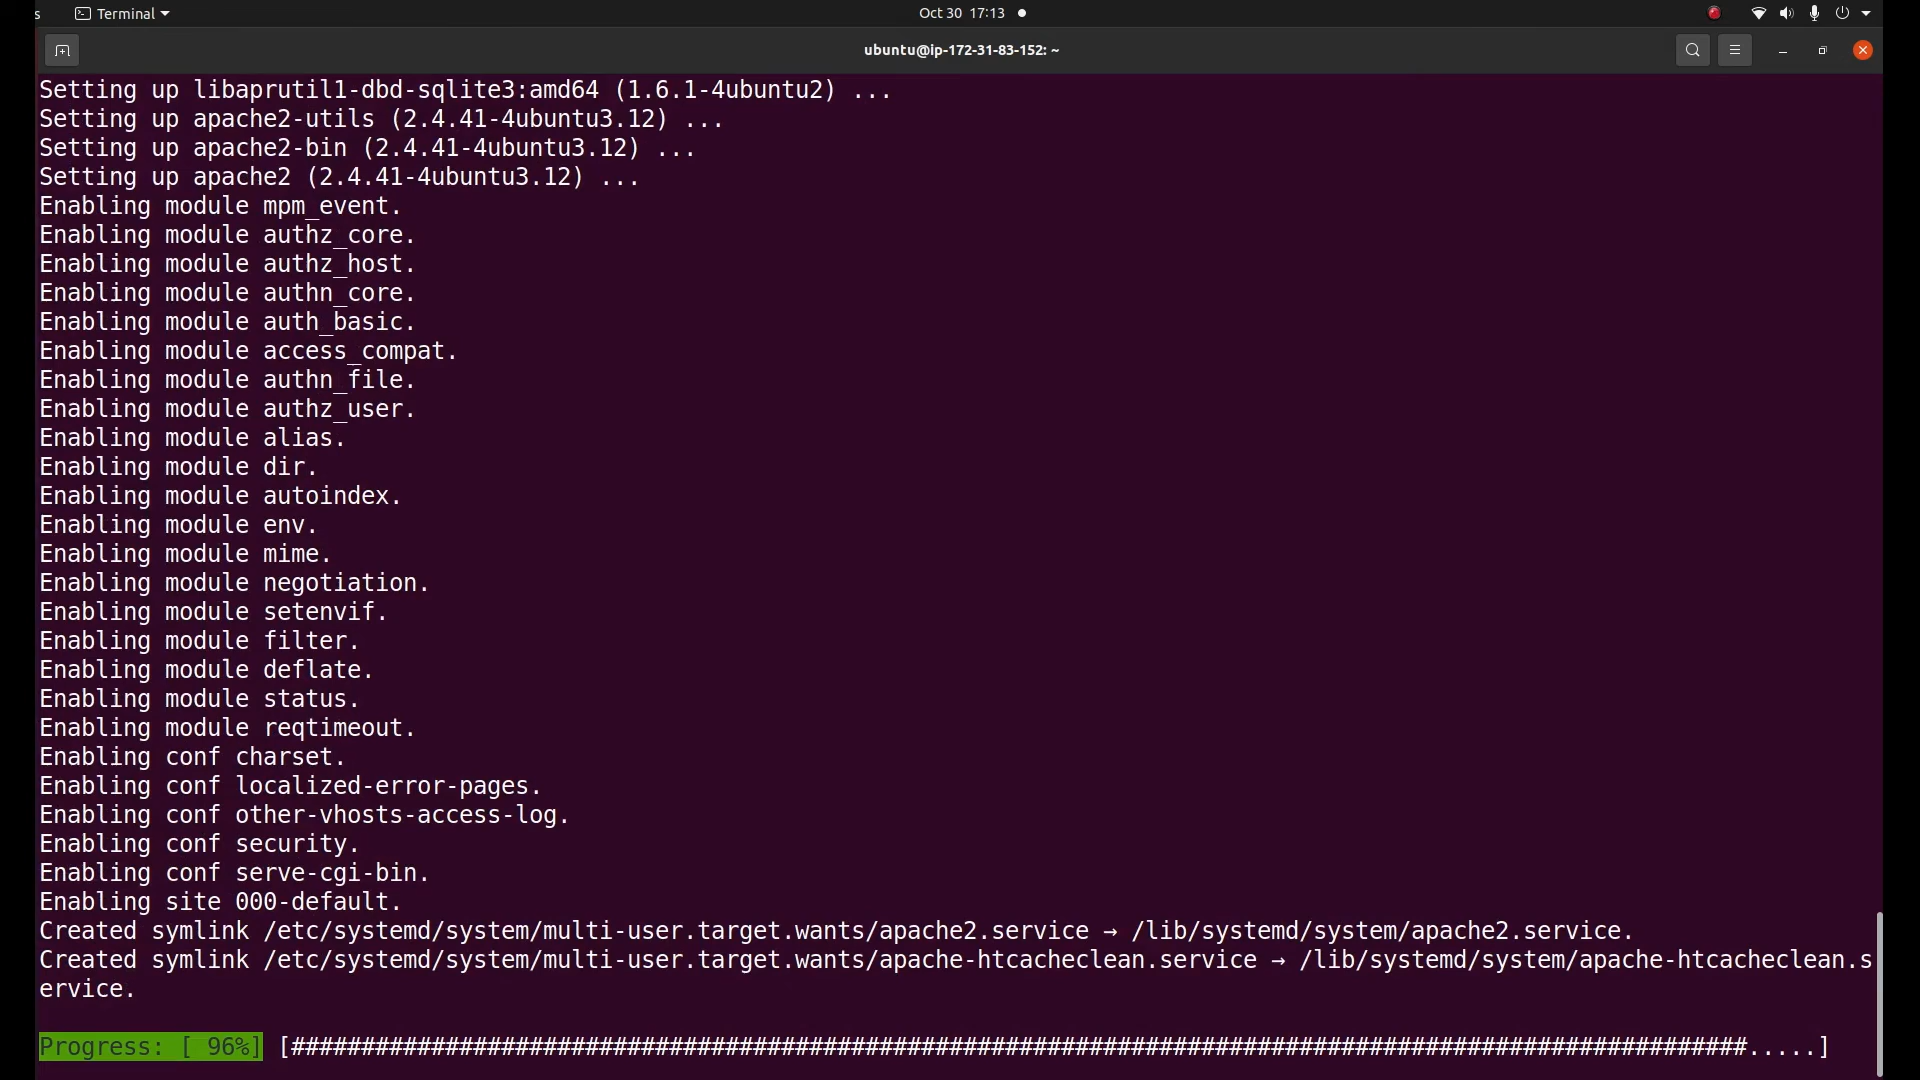 s Terminal Oct 30 17:13
ubuntu@ip-172-31-83-152: ~
Setting up libaprutil1-dbd-sqlite3:amd64 (1.6.1-4ubuntu2) ...
Setting up apache2-utils (2.4.41-4ubuntu3.12) ...
Setting up apache2-bin (2.4.41-4ubuntu3.12) ...
Setting up apache2 (2.4.41-4ubuntu3.12) ...
Enabling module mpm_event.
Enabling module authz_core.
Enabling module authz_host.
Enabling module authn_core.
Enabling module auth_basic.
Enabling module access_compat.
Enabling module authn_file.
Enabling module authz_user.
Enabling module alias.
Enabling module dir.
Enabling module autoindex.
Enabling module env.
Enabling module mime.
Enabling module negotiation.
Enabling module setenvif.
Enabling module filter.
Enabling module deflate.
Enabling module status.
Enabling module reqtimeout.
Enabling conf charset.
Enabling conf localized-error-pages.
Enabling conf other-vhosts-access-log.
Enabling conf security.
Enabling conf serve-cgi-bin.
Enabling site 000-default.
Created symlink /etc/systemd/system/multi-user.target.wants/apache2.service → /lib/systemd/system/apache2.service.
Created symlink /etc/systemd/system/multi-user.target.wants/apache-htcacheclean.service → /lib/systemd/system/apache-htcacheclean.s
ervice.
Progress: [ 96%] [########################################################################################################.....]